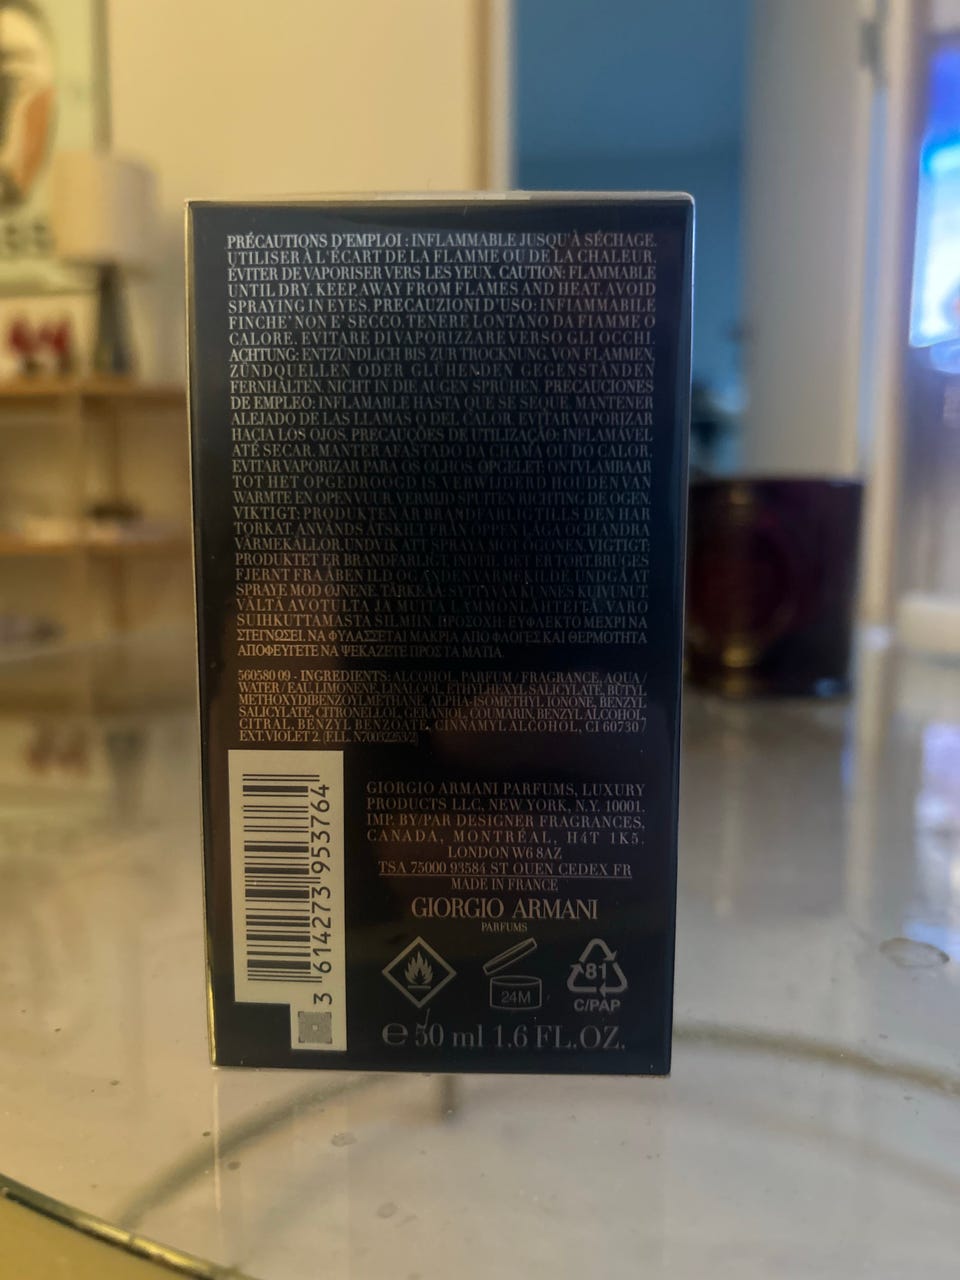 PRÉCAUTIONS D'EMPLOI : INFLAMMABLE JUSQU'À SÉCHAGE.
UTILISER À L'ÉCART DE LA FLAMME OU DE LA CHALEUR.
ÉVITER DE VAPORISER VERS LES YEUX. CAUTION: FLAMMABLE
UNTIL DRY. KEEP AWAY FROM FLAMES AND HEAT. AVOID
SPRAYING IN EYES. PRECAUZIONI D'USO: INFIAMMABILE
FINCHE' NON E' SECCO. TENERE LONTANO DA FIAMME O
CALORE. EVITARE DI VAPORIZZARE VERSO GLI OCCHI.
ACHTUNG: ENTZÜNDLICH BIS ZUR TROCKNUNG. VON FLAMMEN,
ZÜNDQUELLEN ODER GLÜHENDEN GEGENSTÄNDEN
FERNHALTEN. NICHT IN DIE AUGEN SPRÜHEN. PRECAUCIONES
DE EMPLEO: INFLAMABLE HASTA QUE SE SEQUE. MANTENER
ALEJADO DE LAS LLAMAS O DEL CALOR. EVITAR VAPORIZAR
HACIA LOS OJOS. PRECAUÇÕES DE UTILIZAÇÃO: INFLAMÁVEL
ATÉ SECAR. MANTER AFASTADO DA CHAMA OU DO CALOR.
EVITAR VAPORIZAR PARA OS OLHOS. OPGELET: ONTVLAMBAAR
TOT HET OPGEDROOGD IS VERWIJDERD HOUDEN VAN
WARMTE EN OPEN VUUR. VERMIJD SPUITEN RICHTING DE OGEN.
VIKTIGT: PRODUKTEN ÄR BRANDFARLIG TILLS DEN HAR
TORKAT. ANVÄNDS ÅTSKILT FRÅN ÖPPEN LÅGA OCH ANDRA
VÄRMEKÄLLOR. UNDVIK ATT SPRAYA MOT ÖGONEN. VIGTIGT:
PRODUKTET ER BRANDFARLIGT, INDTIL DET ER TØRT. BRUGES
FJERNT FRA ÅBEN ILD OG ANDEN VARMEKILDE. UNDGÅ AT
SPRAYE MOD ØJNENE. TÄRKEÄÄ: SYTTYVÄÄ KUNNES KUIVUNUT.
VÄLTÄ AVOTULTA JA MUITA LÄMMÖNLÄHTEITÄ. VARO
SUIHKUTTAMASTA SILMIIN. ΠΡΟΣΟΧΗ: ΕΥΦΛΕΚΤΟ ΜΕΧΡΙ ΝΑ
ΣΤΕΓΝΩΣΕΙ. ΝΑ ΦΥΛΑΣΣΕΤΑΙ ΜΑΚΡΙΑ ΑΠΟ ΦΛΟΓΕΣ ΚΑΙ ΘΕΡΜΟΤΗΤΑ
ΑΠΟΦΕΥΓΕΤΕ ΝΑ ΨΕΚΑΖΕΤΕ ΠΡΟΣ ΤΑ ΜΑΤΙΑ.
560580 09 - INGREDIENTS: ALCOHOL, PARFUM / FRAGRANCE, AQUA /
WATER / EAU, LIMONENE, LINALOOL, ETHYLHEXYL SALICYLATE, BUTYL
METHOXYDIBENZOYLMETHANE, ALPHA-ISOMETHYL IONONE, BENZYL
SALICYLATE, CITRONELLOL, GERANIOL, COUMARIN, BENZYL ALCOHOL,
CITRAL, BENZYL BENZOATE, CINNAMYL ALCOHOL, CI 60730 /
EXT. VIOLET 2. (F.I.L. N70032253/2)
GIORGIO ARMANI PARFUMS, LUXURY
PRODUCTS LLC, NEW YORK, N.Y. 10001.
IMP. BY/PAR DESIGNER FRAGRANCES,
CANADA, MONTRÉAL, H4T 1K5.
LONDON W6 8AZ
TSA 75000 93584 ST OUEN CEDEX FR
MADE IN FRANCE
GIORGIO ARMANI
PARFUMS
3 614273 953764
24M
81
C/PAP
℮ 50 ml 1.6 FL.OZ.